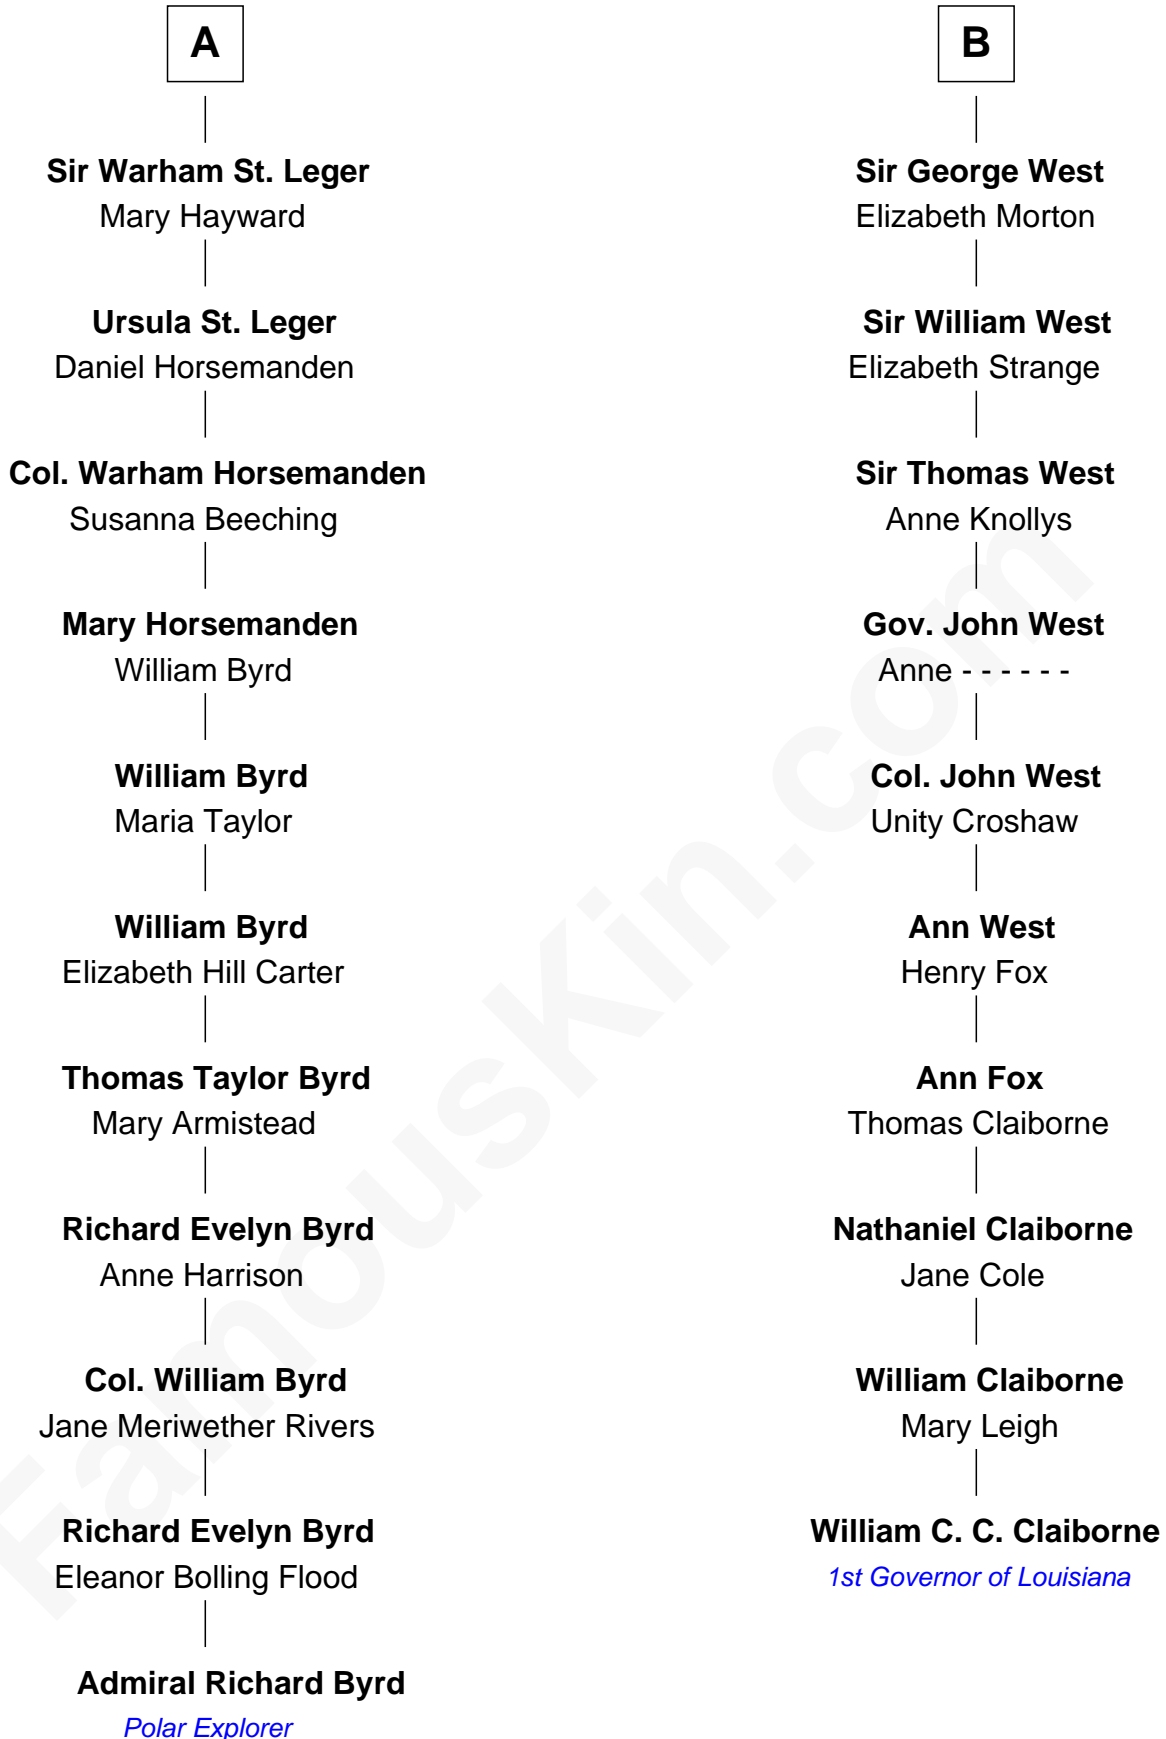 A
Sir Warham St. Leger
Mary Hayward
Ursula St. Leger
Daniel Horsemanden
Col. Warham Horsemanden
Susanna Beeching
Mary Horsemanden
William Byrd
William Byrd
Maria Taylor
William Byrd
Elizabeth Hill Carter
Thomas Taylor Byrd
Mary Armistead
Richard Evelyn Byrd
Anne Harrison
Col. William Byrd
Jane Meriwether Rivers
Richard Evelyn Byrd
Eleanor Bolling Flood
Admiral Richard Byrd
Polar Explorer
B
Sir George West
Elizabeth Morton
Sir William West
Elizabeth Strange
Sir Thomas West
Anne Knollys
Gov. John West
Anne - - - - - -
Col. John West
Unity Croshaw
Ann West
Henry Fox
Ann Fox
Thomas Claiborne
Nathaniel Claiborne
Jane Cole
William Claiborne
Mary Leigh
William C. C. Claiborne
1st Governor of Louisiana
FamousKin.com